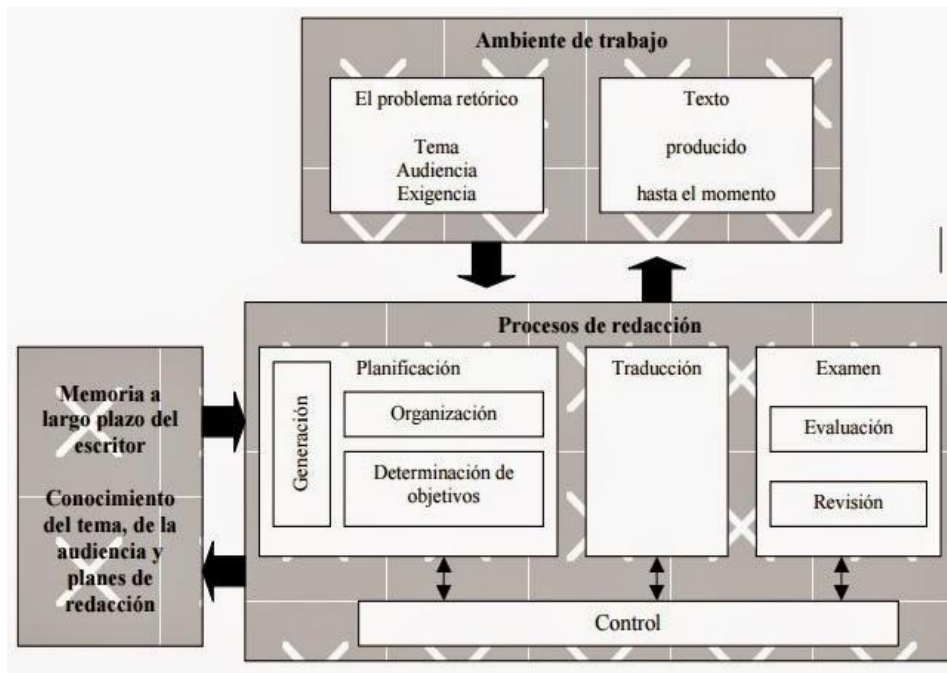 Ambiente de trabajo
El problema retórico
Tema
Audiencia
Exigencia
Texto
producido
hasta el momento
Procesos de redacción
Memoria a
largo plazo del
escritor
Conocimiento
del tema, de la
audiencia y
planes de
redacción
Planificación
Generación
Organización
Determinación de
objetivos
Traducción
Examen
Evaluación
Revisión
Control